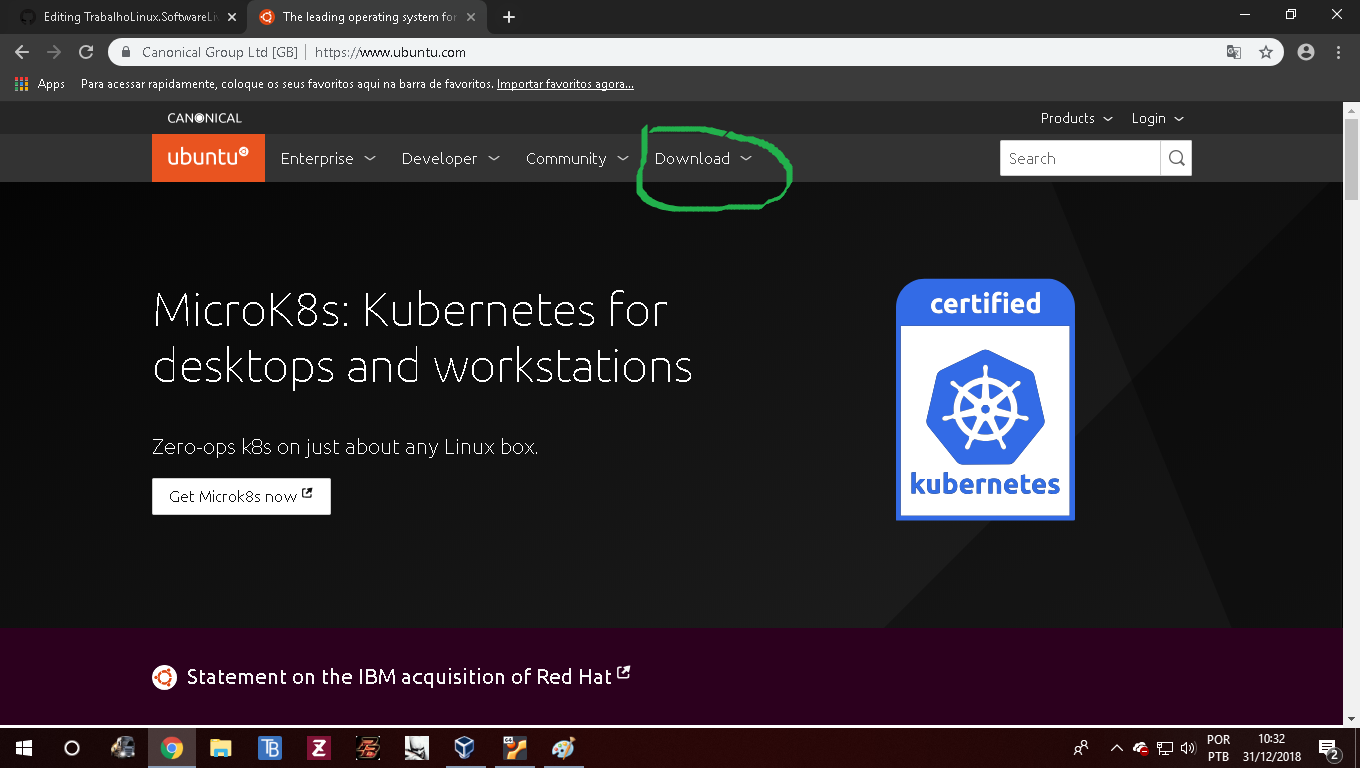 Editing TrabalhoLinux.SoftwareLi
The leading operating system for
Canonical Group Ltd [GB] https://www.ubuntu.com
Apps Para acessar rapidamente, coloque os seus favoritos aqui na barra de favoritos. Importar favoritos agora...
CANONICAL Products Login
ubuntu Enterprise Developer Community Download Search
MicroK8s: Kubernetes for
desktops and workstations
Zero-ops k8s on just about any Linux box.
Get Microk8s now
certified
kubernetes
Statement on the IBM acquisition of Red Hat
TB Z 64
POR
PTB
10:32
31/12/2018
2